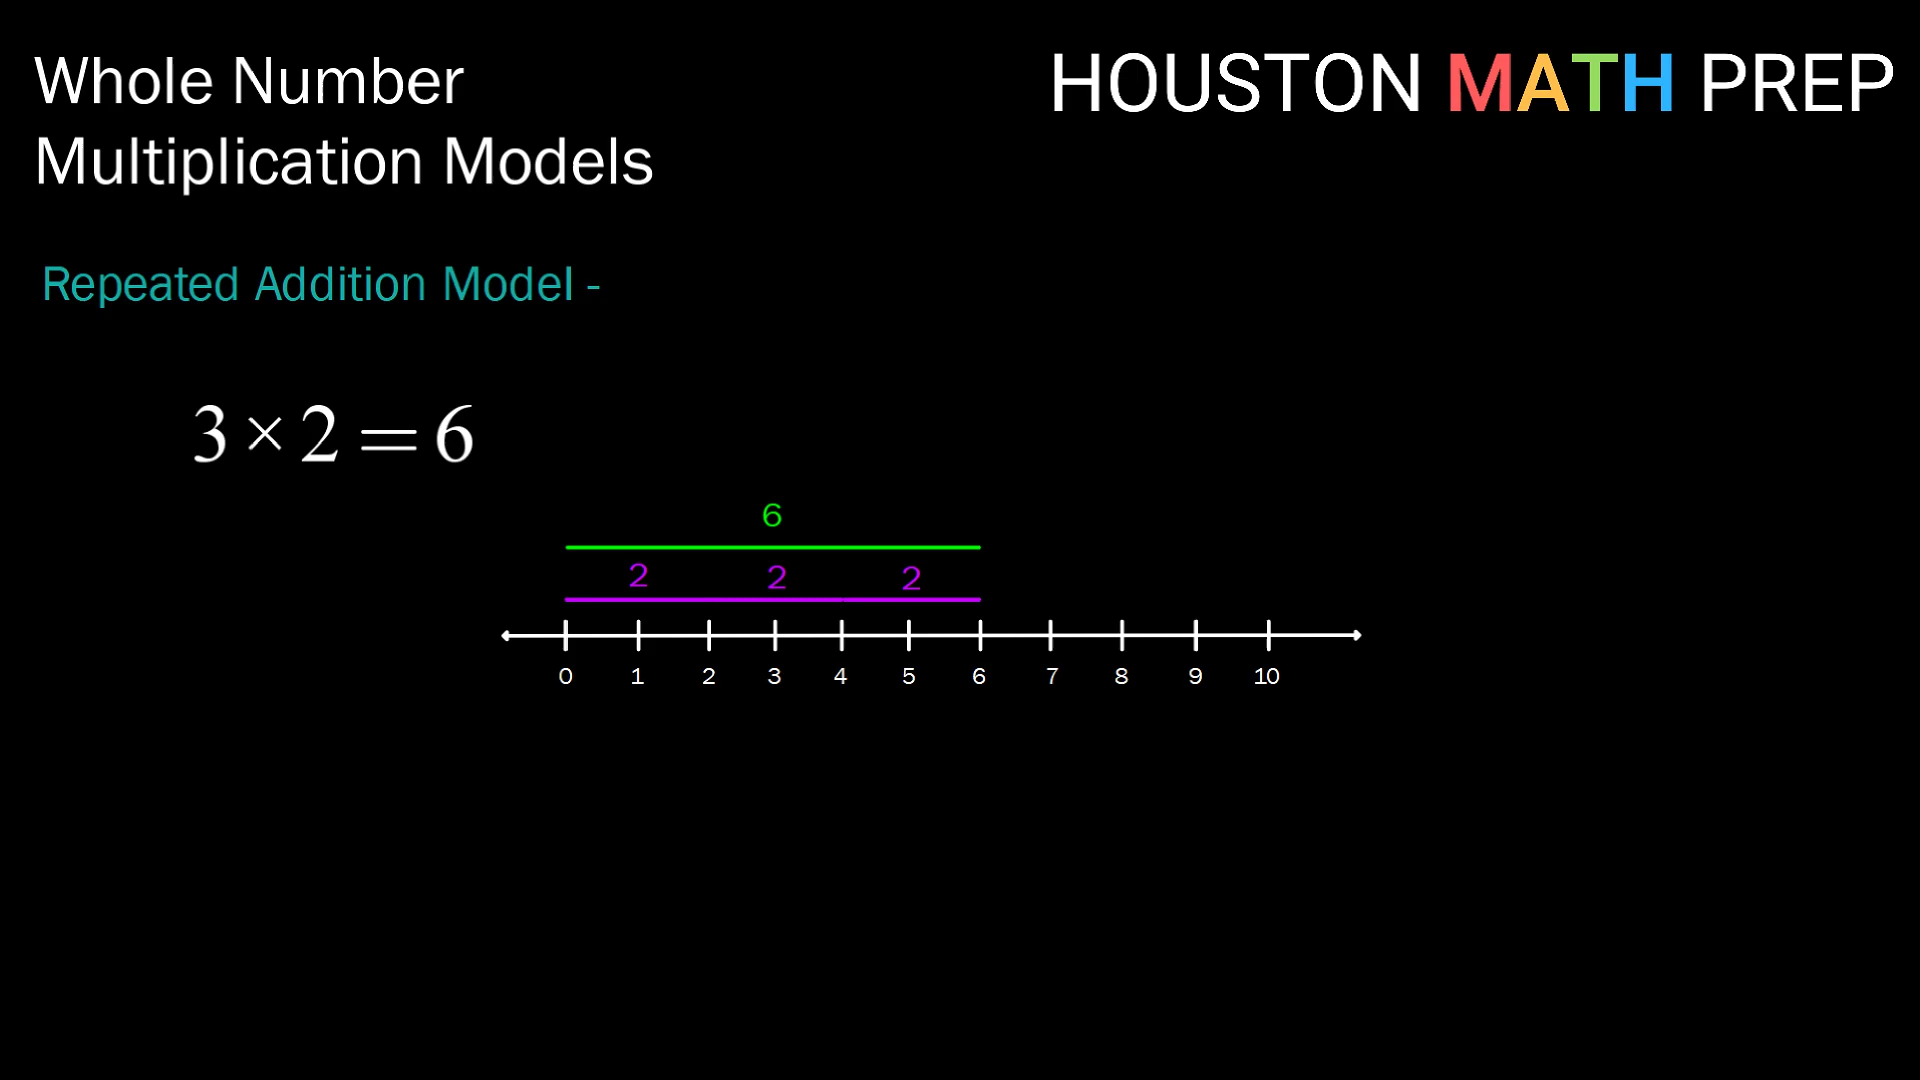 Whole Number
Multiplication Models
HOUSTON MATH PREP
Repeated Addition Model -
3 × 2 = 6
6
2 2 2
0 1 2 3 4 5 6 7 8 9 10